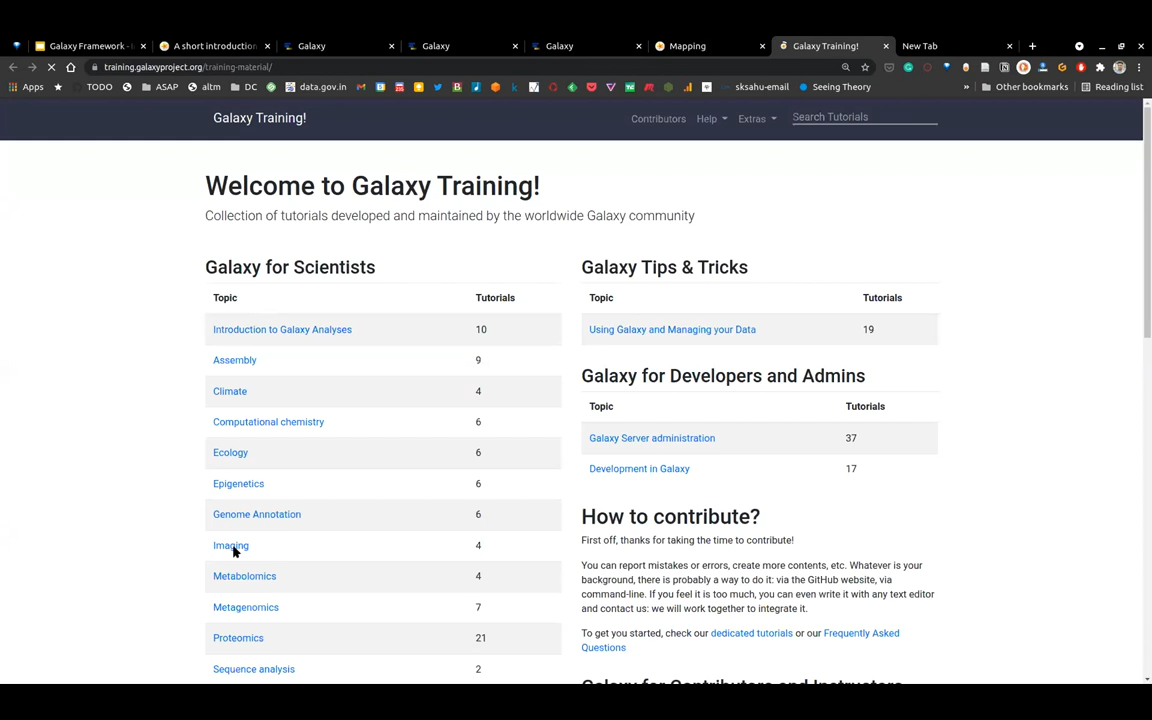 Galaxy Framework -
A short introduction
Galaxy
Galaxy
Galaxy
Mapping
Galaxy Training!
New Tab
training.galaxyproject.org/training-material/
Apps
TODO
ASAP
altm
DC
data.gov.in
sksahu-email
Seeing Theory
»
Other bookmarks
Reading list
Galaxy Training!
Contributors
Help
Extras
Search Tutorials
Welcome to Galaxy Training!
Collection of tutorials developed and maintained by the worldwide Galaxy community
Galaxy for Scientists
Topic Tutorials
Introduction to Galaxy Analyses 10
Assembly 9
Climate 4
Computational chemistry 6
Ecology 6
Epigenetics 6
Genome Annotation 6
Imaging 4
Metabolomics 4
Metagenomics 7
Proteomics 21
Sequence analysis 2
Galaxy Tips & Tricks
Topic Tutorials
Using Galaxy and Managing your Data 19
Galaxy for Developers and Admins
Topic Tutorials
Galaxy Server administration 37
Development in Galaxy 17
How to contribute?
First off, thanks for taking the time to contribute!
You can report mistakes or errors, create more contents, etc. Whatever is your
background, there is probably a way to do it: via the GitHub website, via
command-line. If you feel it is too much, you can even write it with any text editor
and contact us: we will work together to integrate it.
To get you started, check our dedicated tutorials or our Frequently Asked
Questions
Galaxy for Contributors and Instructors